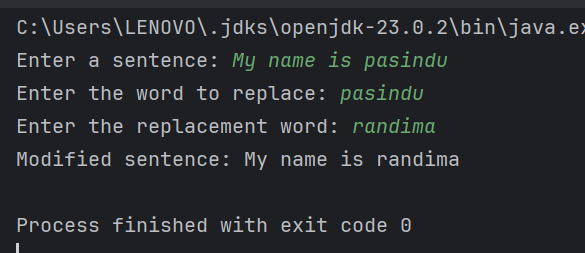 C:\Users\LENOVO\.jdks\openjdk-23.0.2\bin\java.ex
Enter a sentence: My name is pasindu
Enter the word to replace: pasindu
Enter the replacement word: randima
Modified sentence: My name is randima
Process finished with exit code 0